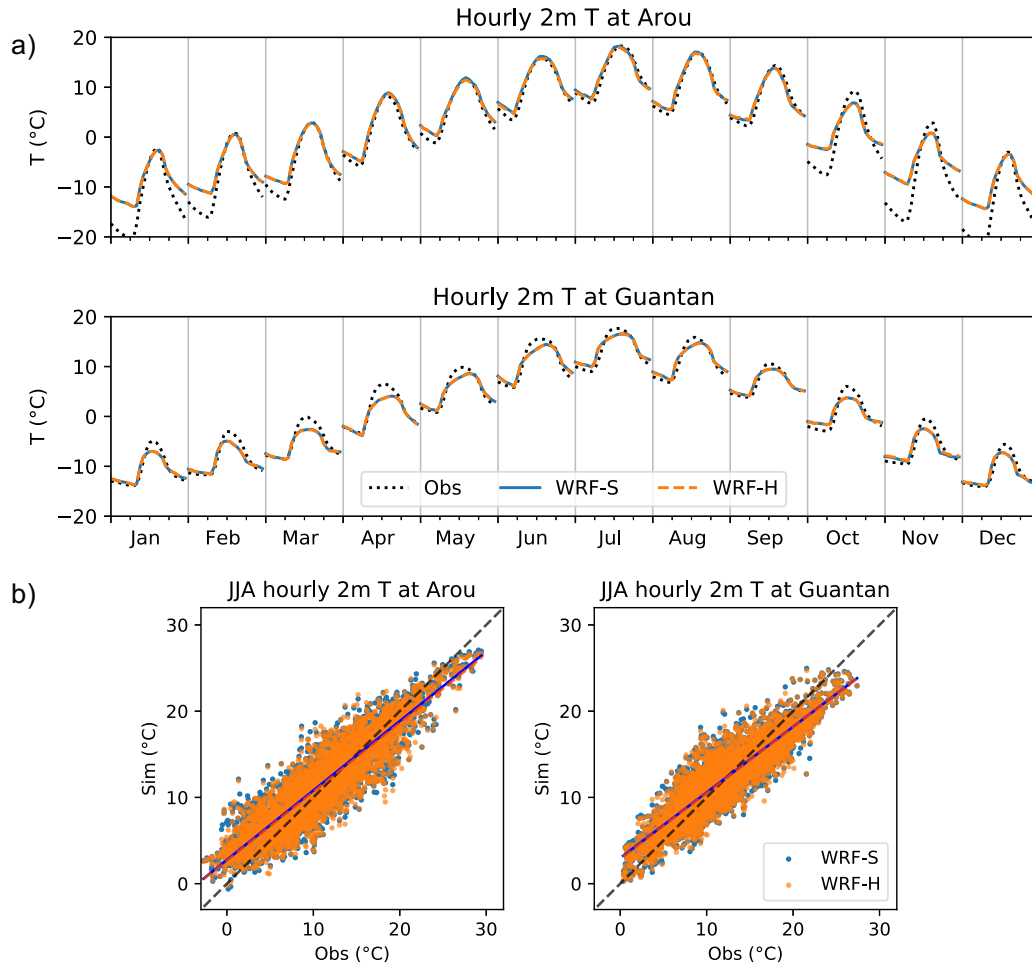 a)
Hourly 2m T at Arou
T (°C)
20
10
0
−10
−20
Hourly 2m T at Guantan
T (°C)
20
10
0
−10
−20
Obs WRF-S WRF-H
Jan Feb Mar Apr May Jun Jul Aug Sep Oct Nov Dec
b)
JJA hourly 2m T at Arou
Sim (°C)
30
20
10
0
0 10 20 30
Obs (°C)
JJA hourly 2m T at Guantan
Sim (°C)
30
20
10
0
WRF-S
WRF-H
0 10 20 30
Obs (°C)